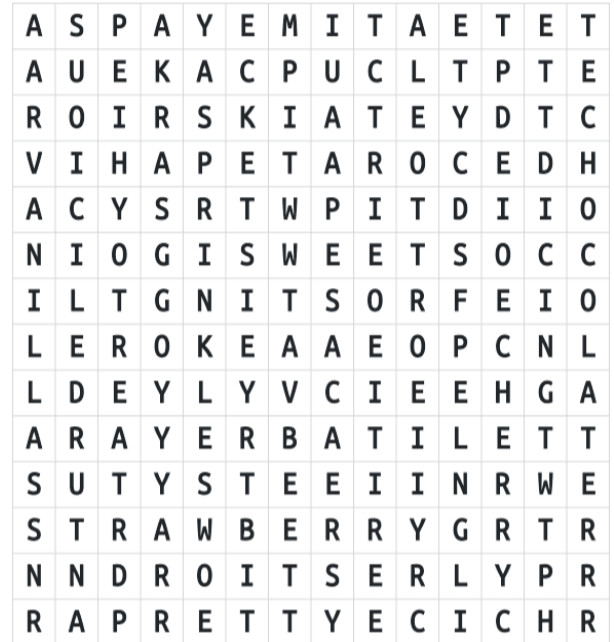 A S P A Y E M I T A E T E T
A U E K A C P U C L T P T E
R O I R S K I A T E Y D T C
V I H A P E T A R O C E D H
A C Y S R T W P I T D I I O
N I O G I S W E E T S O C C
I L T G N I T S O R F E I O
L E R O K E A A E O P C N L
L D E Y L Y V C I E E H G A
A R A Y E R B A T I L E T T
S U T Y S T E E I I N R W E
S T R A W B E R R Y G R T R
N N D R O I T S E R L Y P R
R A P R E T T Y E C I C H R